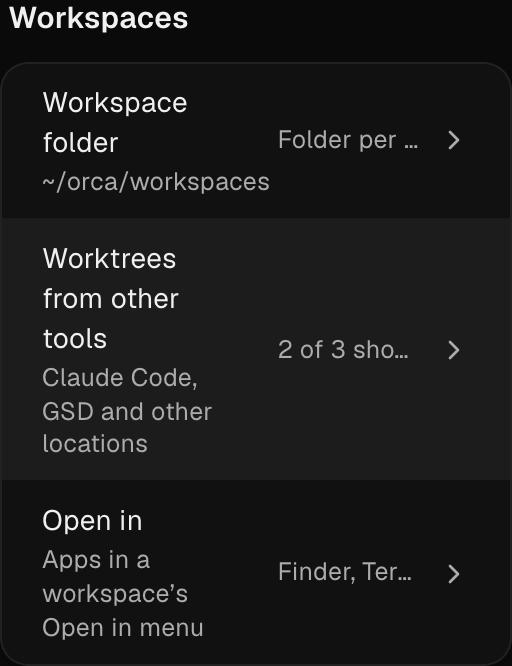 Workspaces
Workspace
folder
~/orca/workspaces
Folder per …
Worktrees
from other
tools
Claude Code,
GSD and other
locations
2 of 3 sho…
Open in
Apps in a
workspace’s
Open in menu
Finder, Ter…